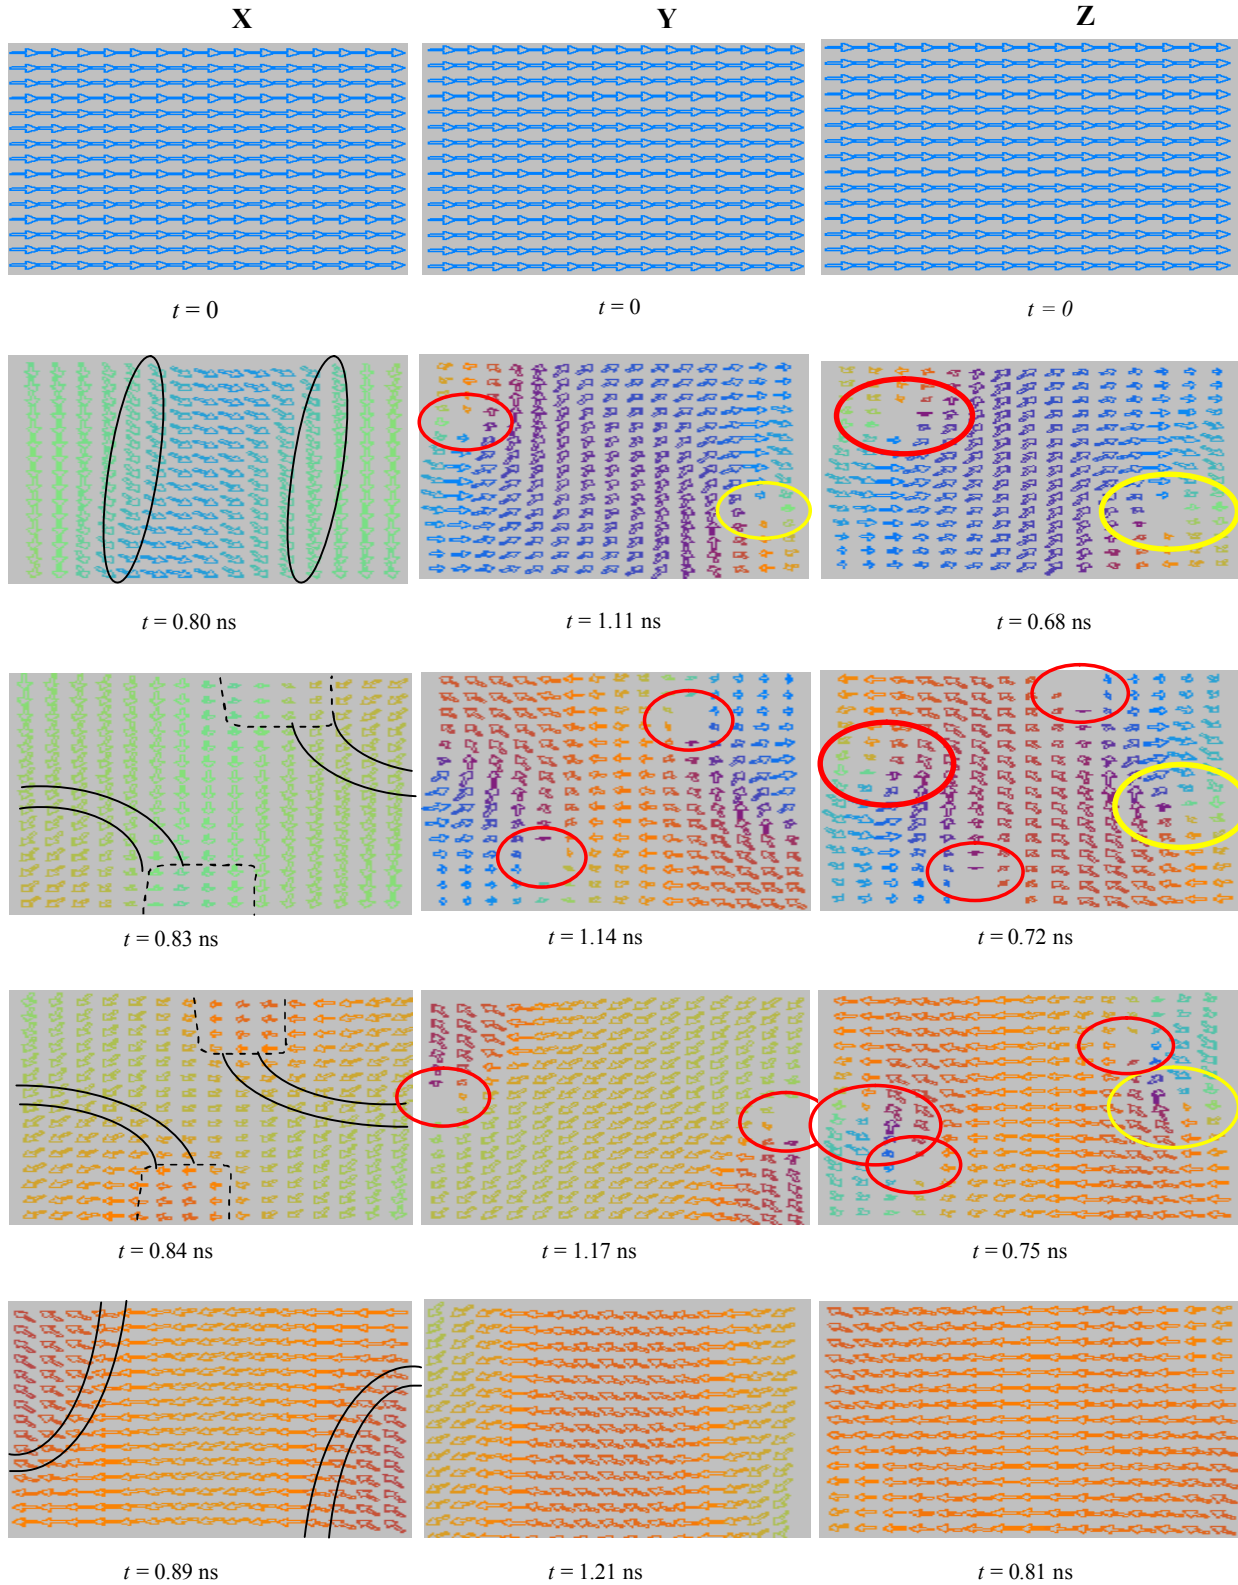 X Y Z
t = 0 t = 0 t = 0
t = 0.80 ns t = 1.11 ns t = 0.68 ns
t = 0.83 ns t = 1.14 ns t = 0.72 ns
t = 0.84 ns t = 1.17 ns t = 0.75 ns
t = 0.89 ns t = 1.21 ns t = 0.81 ns